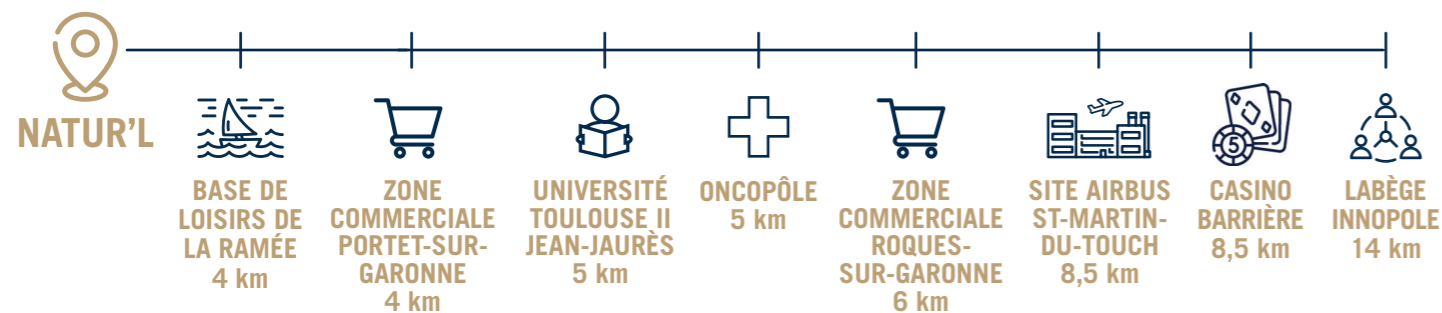 NATUR'L
BASE DE
LOISIRS DE
LA RAMÉE
4 km
ZONE
COMMERCIALE
PORTET-SUR-
GARONNE
4 km
UNIVERSITÉ
TOULOUSE II
JEAN-JAURÈS
5 km
ONCOPÔLE
5 km
ZONE
COMMERCIALE
ROQUES-
SUR-GARONNE
6 km
SITE AIRBUS
ST-MARTIN-
DU-TOUCH
8,5 km
5
CASINO
BARRIÈRE
8,5 km
LABÈGE
INNOPOLE
14 km